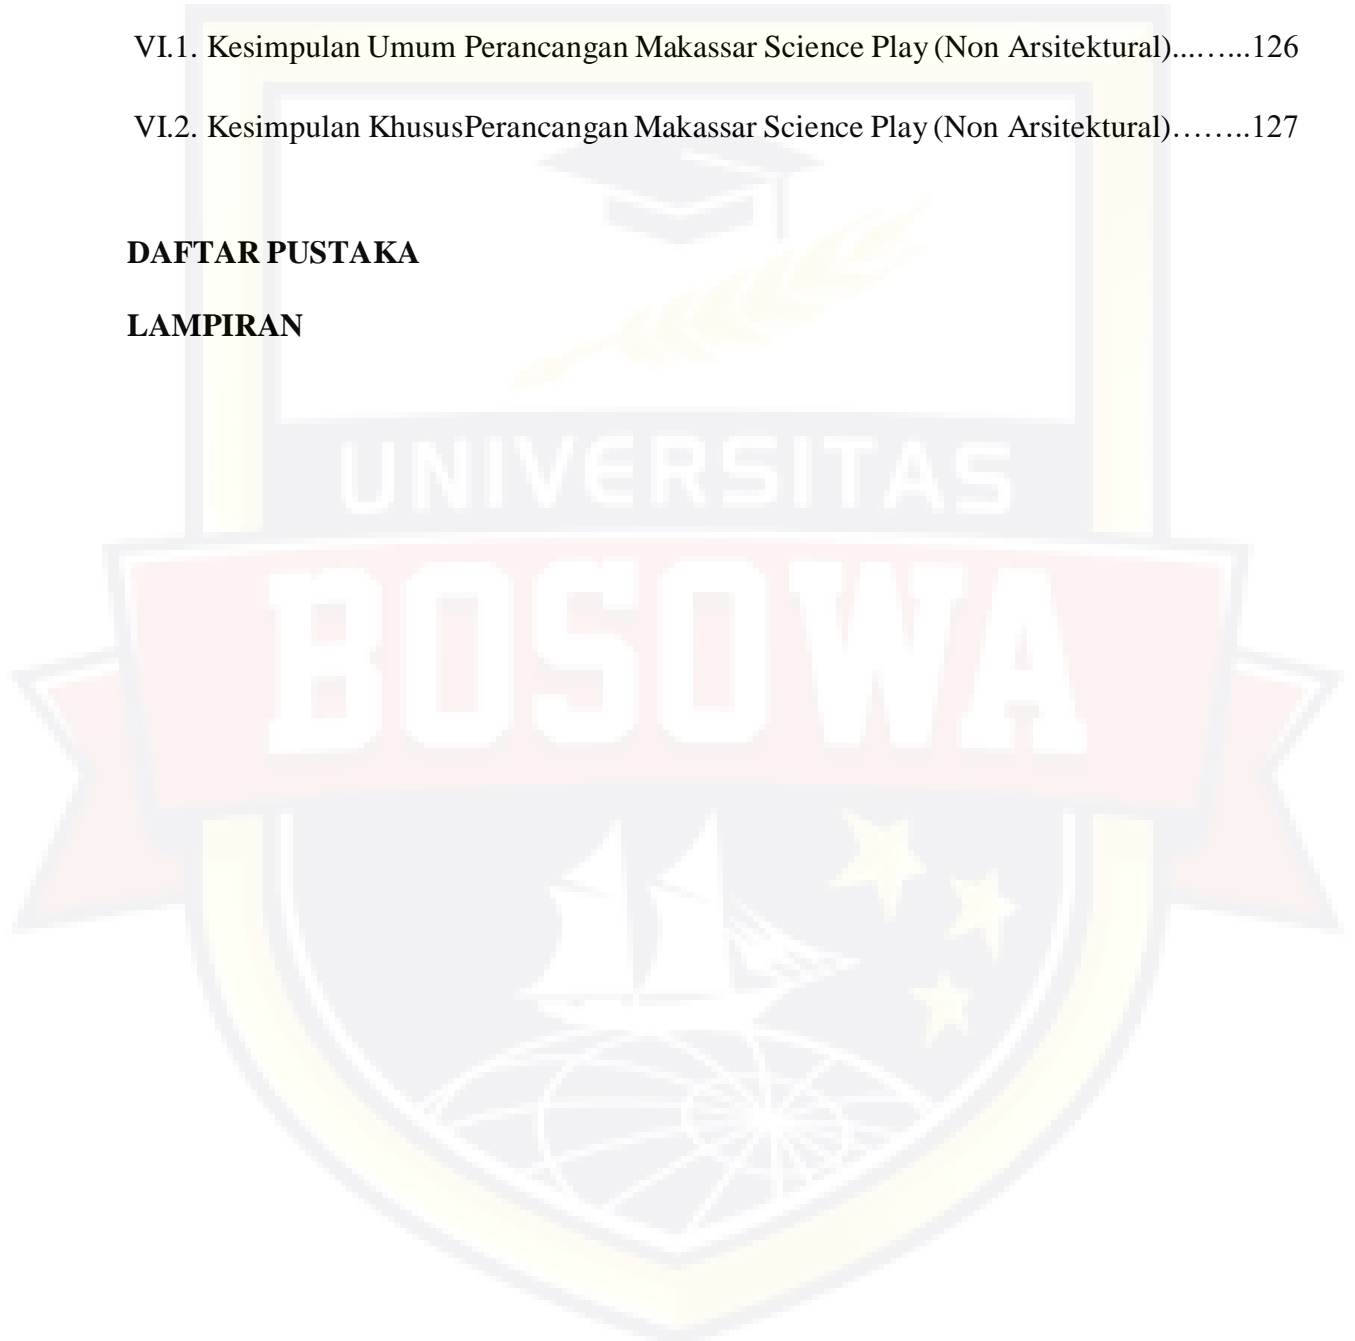 VI.1. Kesimpulan Umum Perancangan Makassar Science Play (Non Arsitektural)...…...126
VI.2. Kesimpulan KhususPerancangan Makassar Science Play (Non Arsitektural)……..127
DAFTAR PUSTAKA
LAMPIRAN
UNIVERSITAS
BOSOWA